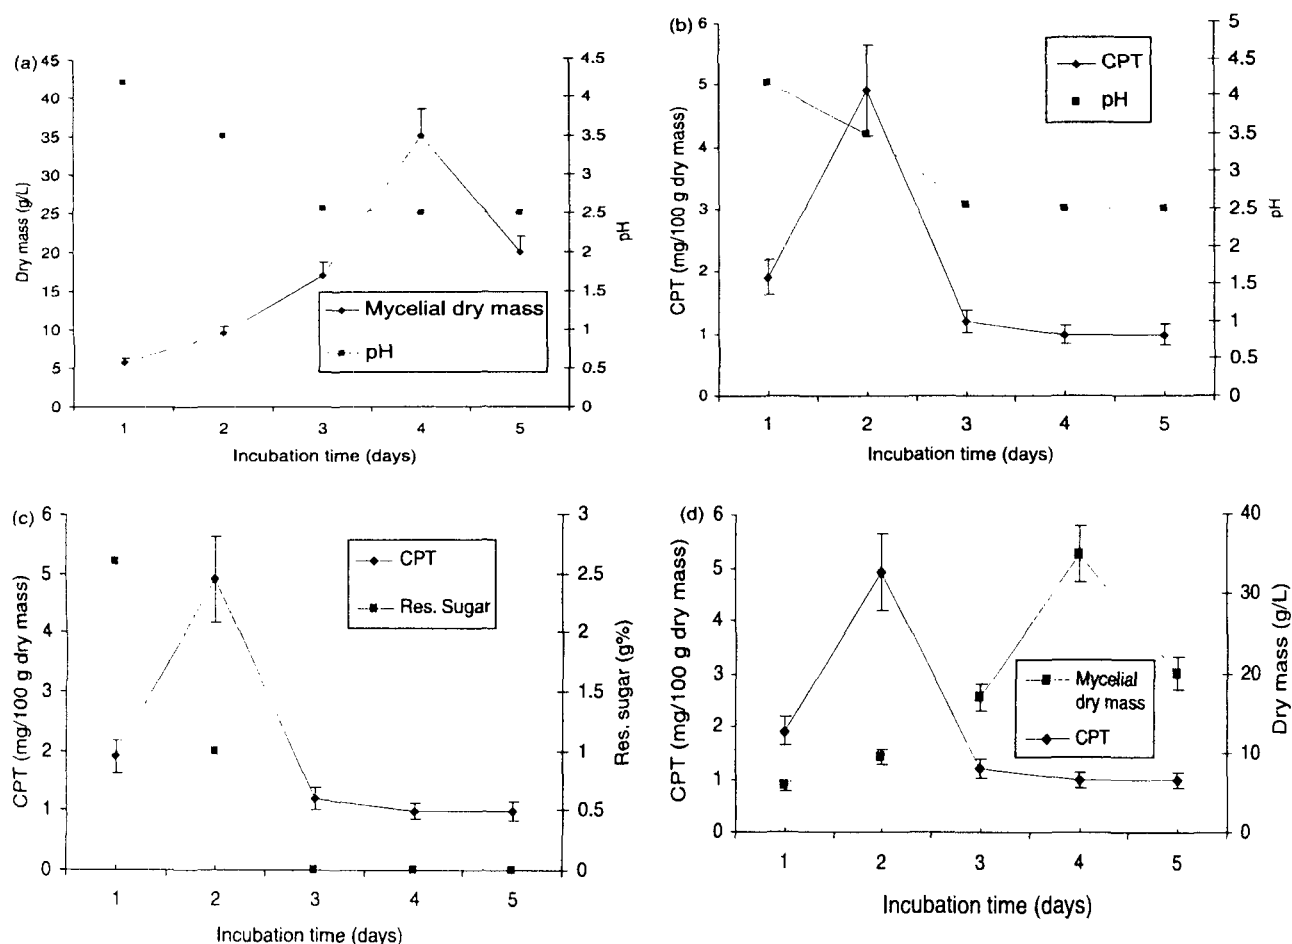 (a)
Dry mass (g/L)
45
40
35
30
25
20
15
10
5
0
4.5
4
3.5
3
2.5
2
1.5
1
0.5
0
pH
Mycelial dry mass
pH
1 2 3 4 5
Incubation time (days)
(b)
CPT (mg/100 g dry mass)
6
5
4
3
2
1
0
5
4.5
4
3.5
3
2.5
2
1.5
1
0.5
0
pH
CPT
pH
1 2 3 4 5
Incubation time (days)
(c)
CPT (mg/100 g dry mass)
6
5
4
3
2
1
0
3
2.5
2
1.5
1
0.5
0
Res. sugar (g%)
CPT
Res. Sugar
1 2 3 4 5
Incubation time (days)
(d)
CPT (mg/100 g dry mass)
6
5
4
3
2
1
0
40
30
20
10
0
Dry mass (g/L)
Mycelial
dry mass
CPT
1 2 3 4 5
Incubation time (days)